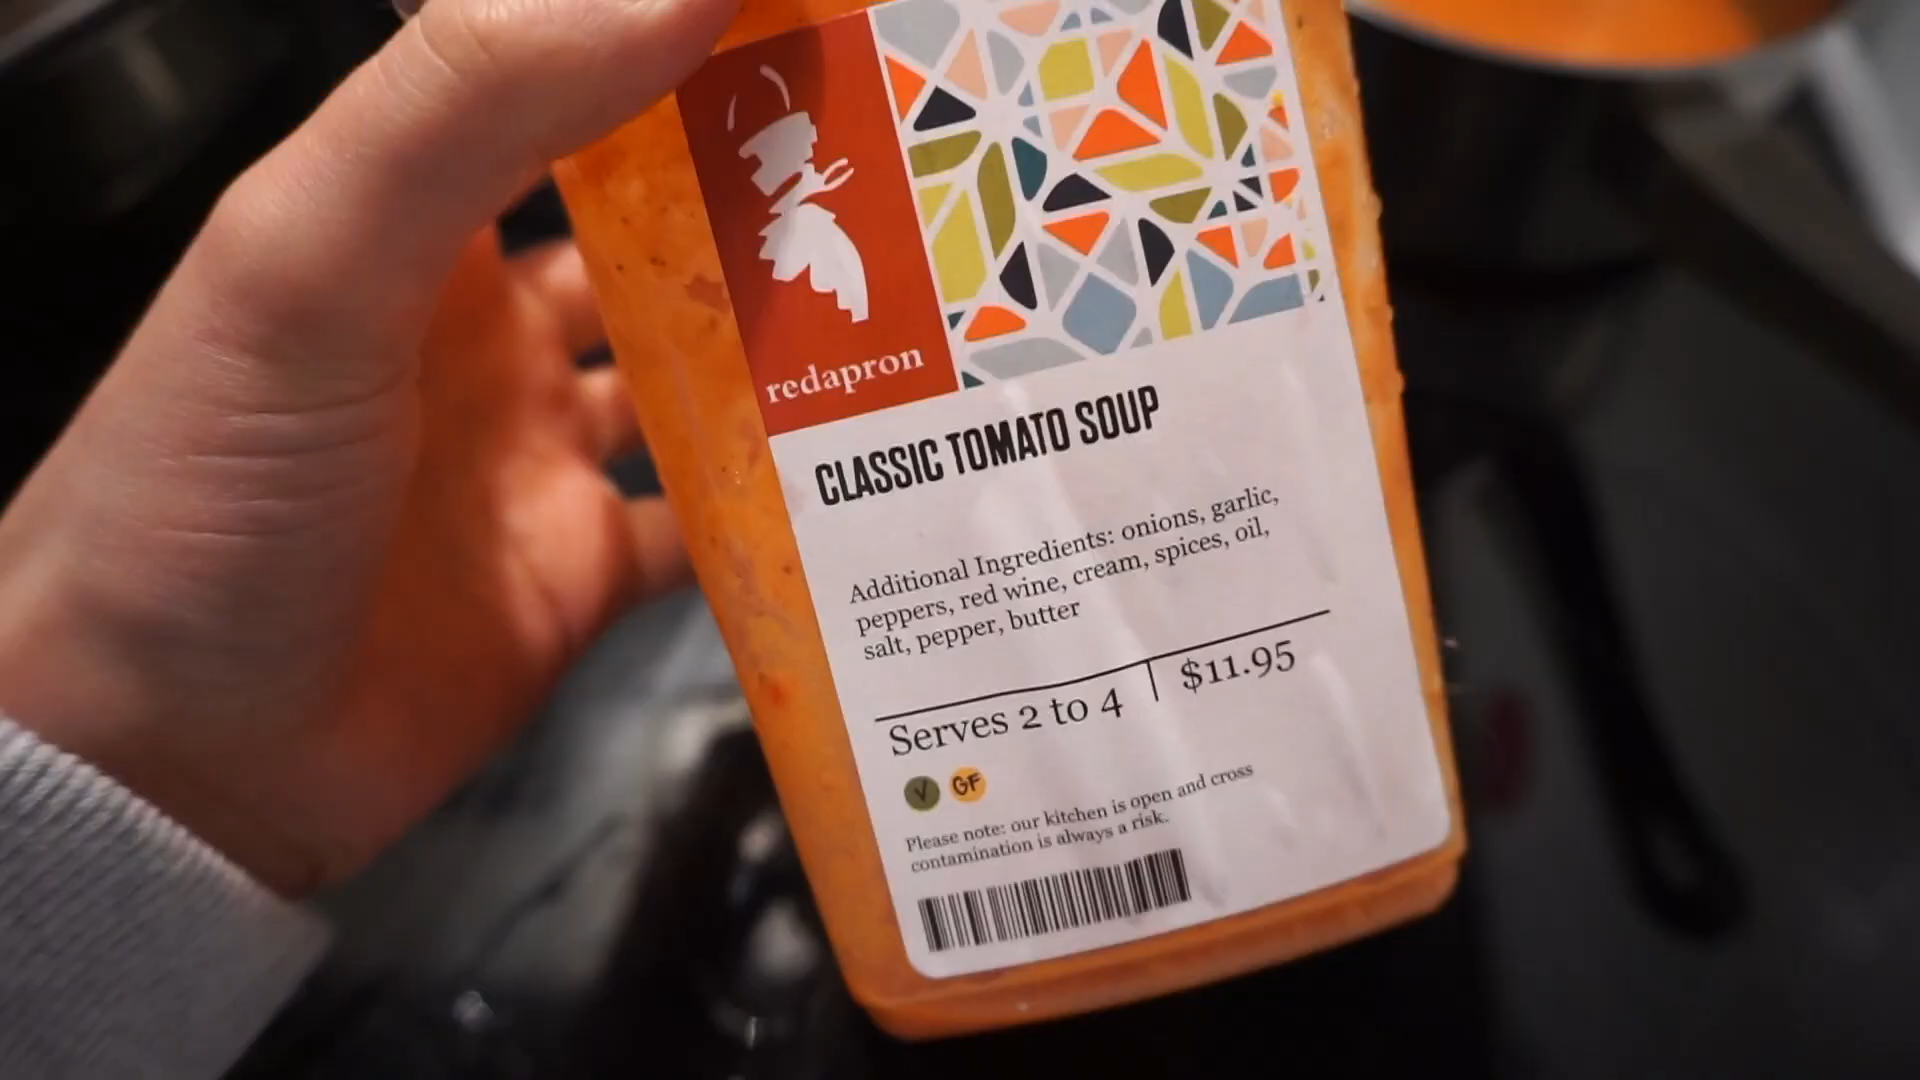 redapron
CLASSIC TOMATO SOUP
Additional Ingredients: onions, garlic,
peppers, red wine, cream, spices, oil,
salt, pepper, butter
Serves 2 to 4
$11.95
V GF
Please note: our kitchen is open and cross
contamination is always a risk.